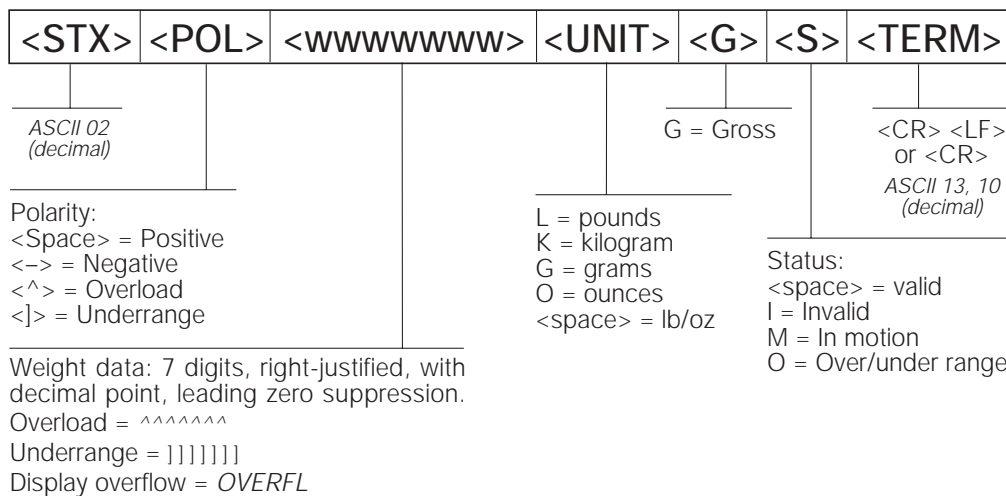 <STX> <POL> <wwwwwww> <UNIT> <G> <S> <TERM>
ASCII 02
(decimal)
G = Gross
<CR> <LF>
or <CR>
ASCII 13, 10
(decimal)
Polarity:
<Space> = Positive
<–> = Negative
<^> = Overload
<]> = Underrange
L = pounds
K = kilogram
G = grams
O = ounces
<space> = lb/oz
Status:
<space> = valid
I = Invalid
M = In motion
O = Over/under range
Weight data: 7 digits, right-justified, with
decimal point, leading zero suppression.
Overload = ^^^^^^^
Underrange = ]]]]]]]
Display overflow = OVERFL